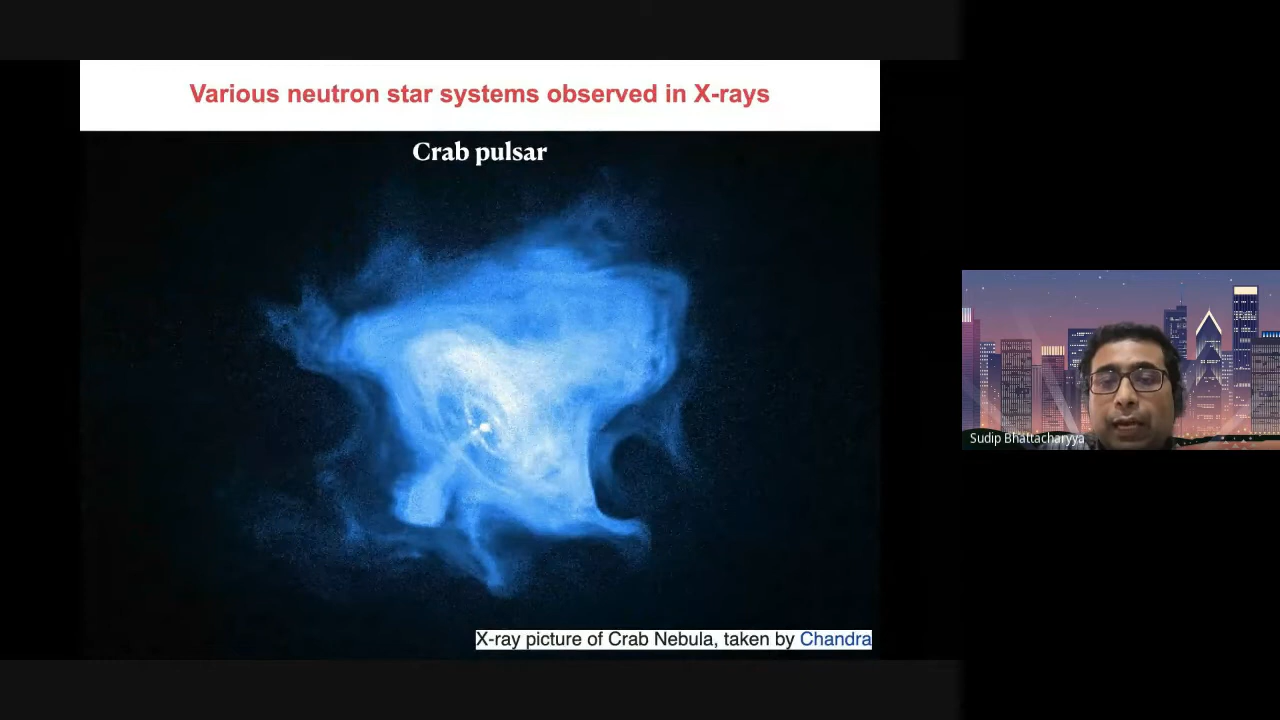 Various neutron star systems observed in X-rays
Crab pulsar
X-ray picture of Crab Nebula, taken by Chandra
Sudip Bhattacharyya